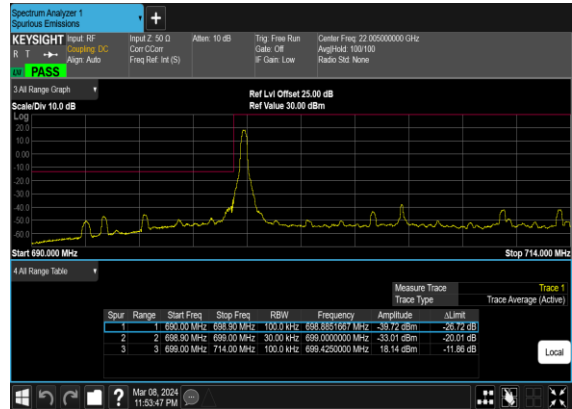 Spectrum Analyzer 1
Spurious Emissions
+
KEYSIGHT Input: RF Input Z: 50 Ω Atten: 10 dB Trig: Free Run Center Freq: 22.005000000 GHz
R T Coupling: DC Corr CCorr Gate: Off Avg|Hold: 100/100
Align: Auto Freq Ref: Int (S) IF Gain: Low Radio Std: None
PASS
3 All Range Graph
Ref Lvl Offset 25.00 dB
Scale/Div 10.0 dB Ref Value 30.00 dBm
Log
20.0
10.0
0.00
-10.0
-20.0
-30.0
-40.0
-50.0
-60.0
Start 690.000 MHz Stop 714.000 MHz
4 All Range Table
Measure Trace Trace 1
Trace Type Trace Average (Active)
Spur Range Start Freq Stop Freq RBW Frequency Amplitude ΔLimit
1 1 690.00 MHz 698.90 MHz 100.0 kHz 698.8851667 MHz -39.72 dBm -26.72 dB
2 2 698.90 MHz 699.00 MHz 30.00 kHz 699.0000000 MHz -33.01 dBm -20.01 dB
3 3 699.00 MHz 714.00 MHz 100.0 kHz 699.4250000 MHz 18.14 dBm -11.86 dB
Local
? Mar 08, 2024
11:53:47 PM